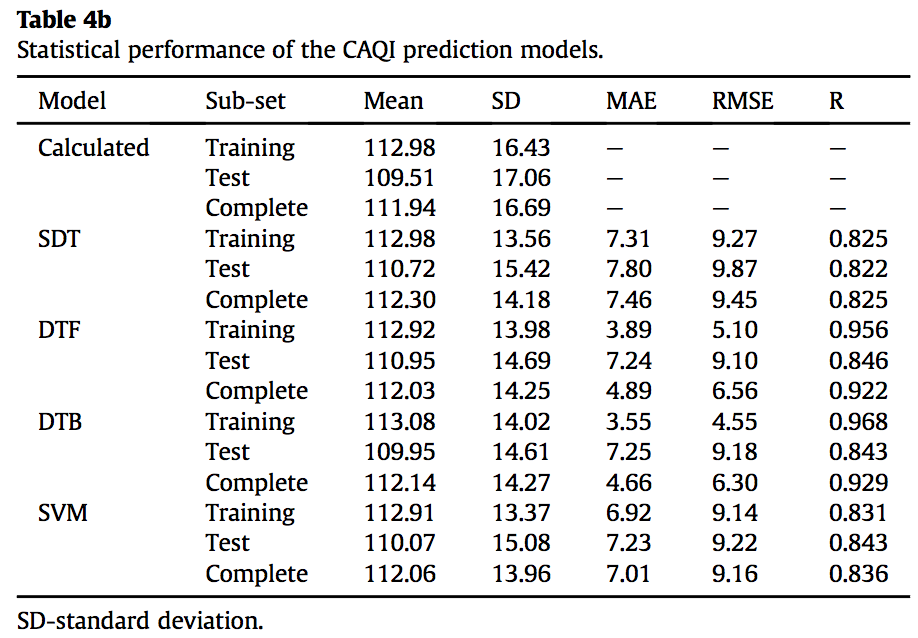 Table 4b
Statistical performance of the CAQI prediction models.
Model Sub-set Mean SD MAE RMSE R
Calculated Training 112.98 16.43 – – –
Test 109.51 17.06 – – –
Complete 111.94 16.69 – – –
SDT Training 112.98 13.56 7.31 9.27 0.825
Test 110.72 15.42 7.80 9.87 0.822
Complete 112.30 14.18 7.46 9.45 0.825
DTF Training 112.92 13.98 3.89 5.10 0.956
Test 110.95 14.69 7.24 9.10 0.846
Complete 112.03 14.25 4.89 6.56 0.922
DTB Training 113.08 14.02 3.55 4.55 0.968
Test 109.95 14.61 7.25 9.18 0.843
Complete 112.14 14.27 4.66 6.30 0.929
SVM Training 112.91 13.37 6.92 9.14 0.831
Test 110.07 15.08 7.23 9.22 0.843
Complete 112.06 13.96 7.01 9.16 0.836
SD-standard deviation.